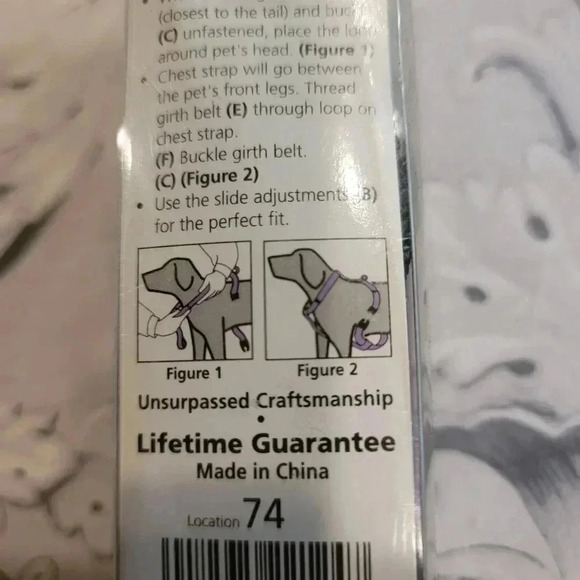 (closest to the tail) and
(C) unfastened, place the
around pet's head. (Figure 1)
• Chest strap will go between
the pet's front legs. Thread
girth belt (E) through loop on
chest strap.
(F) Buckle girth belt.
(C) (Figure 2)
• Use the slide adjustments (B)
for the perfect fit.
Figure 1
Figure 2
Unsurpassed Craftsmanship
•
Lifetime Guarantee
Made in China
Location 74